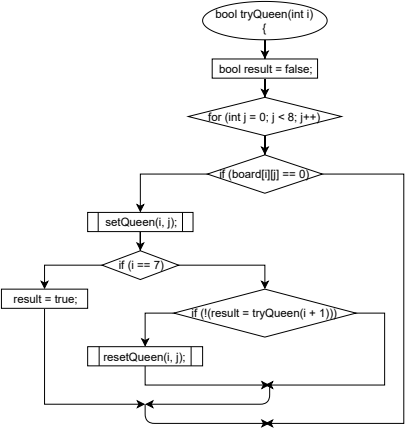 bool tryQueen(int i)
{
bool result = false;
for (int j = 0; j < 8; j++)
if (board[i][j] == 0)
setQueen(i, j);
if (i == 7)
result = true;
if (!(result = tryQueen(i + 1)))
resetQueen(i, j);